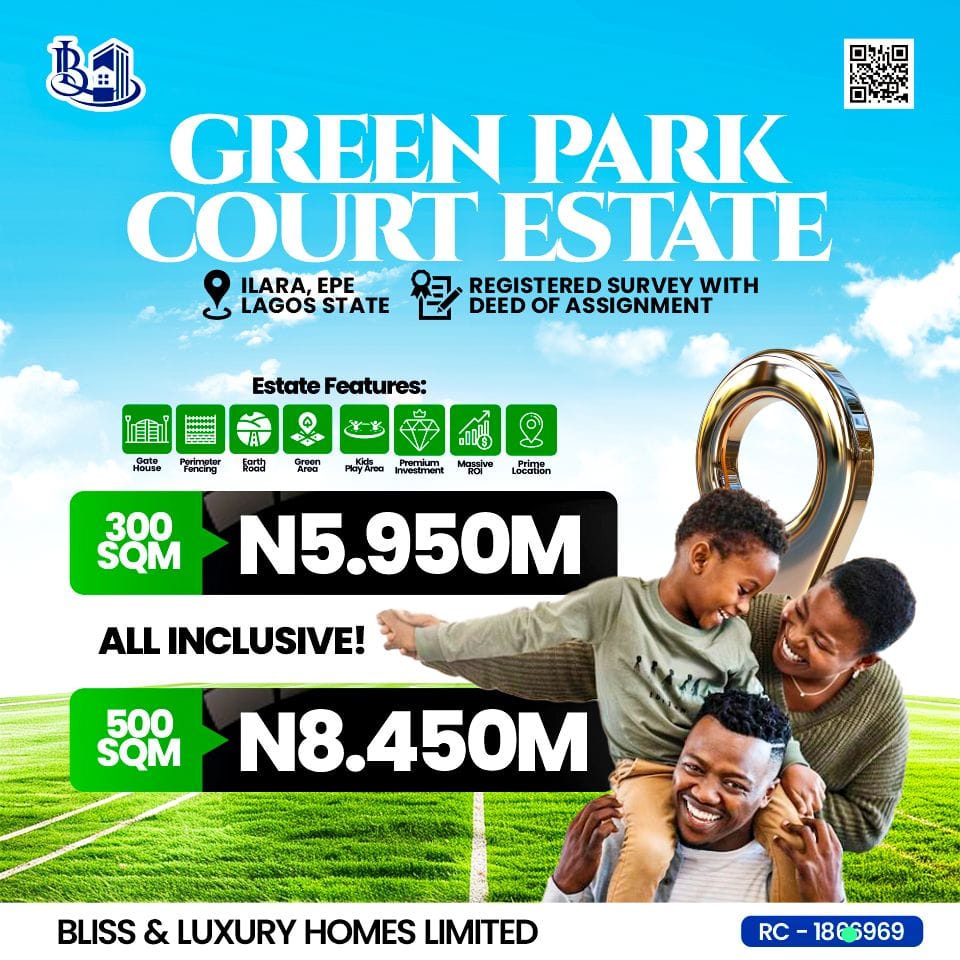 GREEN PARK
COURT ESTATE
ILARA, EPE
LAGOS STATE
REGISTERED SURVEY WITH
DEED OF ASSIGNMENT
Estate Features:
Gate
House
Perimeter
Fencing
Earth
Road
Green
Area
Kids
Play Area
Premium
Investment
Massive
ROI
Prime
Location
300
SQM
N5.950M
ALL INCLUSIVE!
500
SQM
N8.450M
BLISS & LUXURY HOMES LIMITED
RC - 1866969